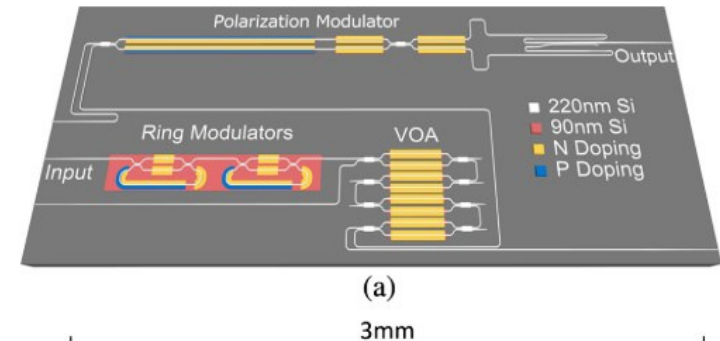 Polarization Modulator
Output
220nm Si
90nm Si
N Doping
P Doping
Ring Modulators
VOA
Input
(a)
3mm